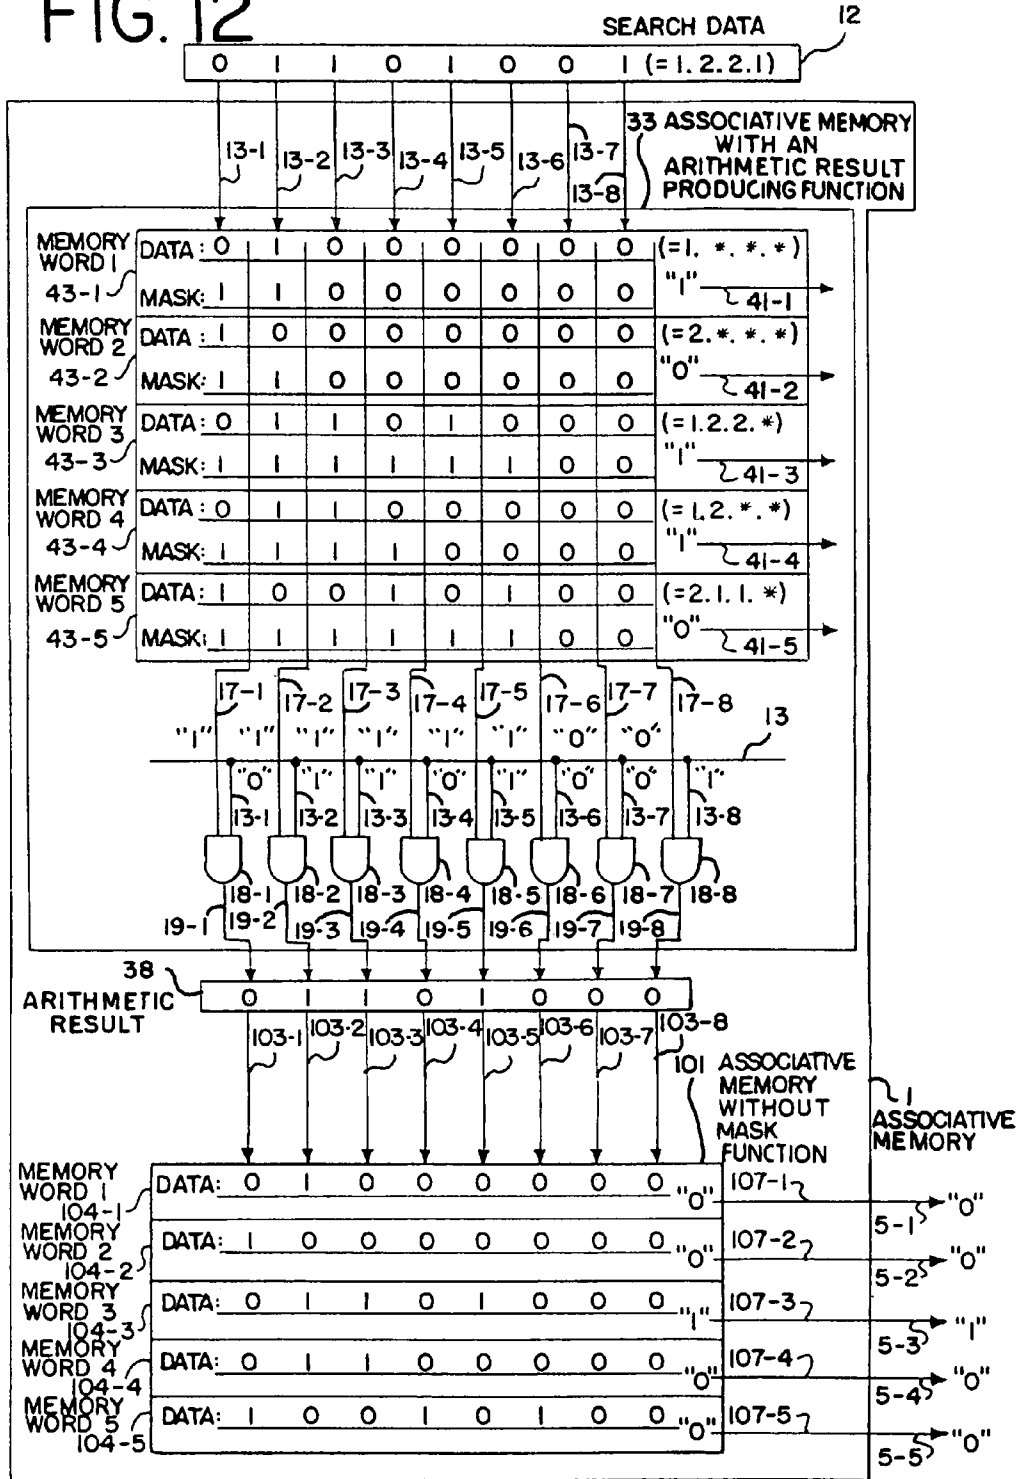 FIG. 12
SEARCH DATA
12
0 1 1 0 1 0 0 1 (=1.2.2.1)
33 ASSOCIATIVE MEMORY
WITH AN
ARITHMETIC RESULT
PRODUCING FUNCTION
13-1 13-2 13-3 13-4 13-5 13-6 13-7 13-8
MEMORY
WORD 1
43-1
DATA: 0 1 0 0 0 0 0 0 (=1. *. *. *)
MASK: 1 1 0 0 0 0 0 0 "1" 41-1
MEMORY
WORD 2
43-2
DATA: 1 0 0 0 0 0 0 0 (=2. *. *. *)
MASK: 1 1 0 0 0 0 0 0 "0" 41-2
MEMORY
WORD 3
43-3
DATA: 0 1 1 0 1 0 0 0 (=1.2.2. *)
MASK: 1 1 1 1 1 1 0 0 "1" 41-3
MEMORY
WORD 4
43-4
DATA: 0 1 1 0 0 0 0 0 (=1.2. *. *)
MASK: 1 1 1 1 0 0 0 0 "1" 41-4
MEMORY
WORD 5
43-5
DATA: 1 0 0 1 0 1 0 0 (=2.1.1. *)
MASK: 1 1 1 1 1 1 0 0 "0" 41-5
17-1 17-2 17-3 17-4 17-5 17-6 17-7 17-8
"1" "1" "1" "1" "1" "1" "0" "0" 13
"0" "1" "1" "0" "1" "0" "0" "1"
13-1 13-2 13-3 13-4 13-5 13-6 13-7 13-8
18-1 18-2 18-3 18-4 18-5 18-6 18-7 18-8
19-1 19-2 19-3 19-4 19-5 19-6 19-7 19-8
38
ARITHMETIC
RESULT
0 1 1 0 1 0 0 0
103-1 103-2 103-3 103-4 103-5 103-6 103-7 103-8
101 ASSOCIATIVE
MEMORY
WITHOUT
MASK
FUNCTION
1
ASSOCIATIVE
MEMORY
MEMORY
WORD 1
104-1
DATA: 0 1 0 0 0 0 0 0 "0" 107-1 5-1 "0"
MEMORY
WORD 2
104-2
DATA: 1 0 0 0 0 0 0 0 "0" 107-2 5-2 "0"
MEMORY
WORD 3
104-3
DATA: 0 1 1 0 1 0 0 0 "1" 107-3 5-3 "1"
MEMORY
WORD 4
104-4
DATA: 0 1 1 0 0 0 0 0 "0" 107-4 5-4 "0"
MEMORY
WORD 5
104-5
DATA: 1 0 0 1 0 1 0 0 "0" 107-5 5-5 "0"